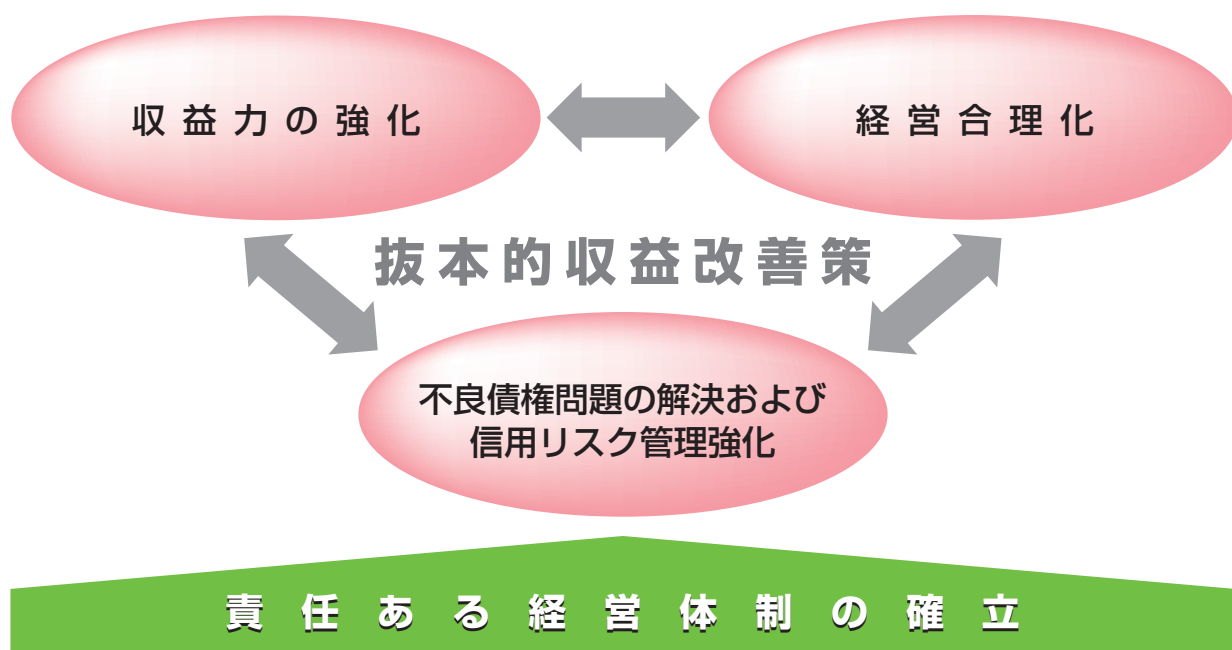 収益力の強化
経営合理化
抜本的収益改善策
不良債権問題の解決および
信用リスク管理強化
責任ある経営体制の確立